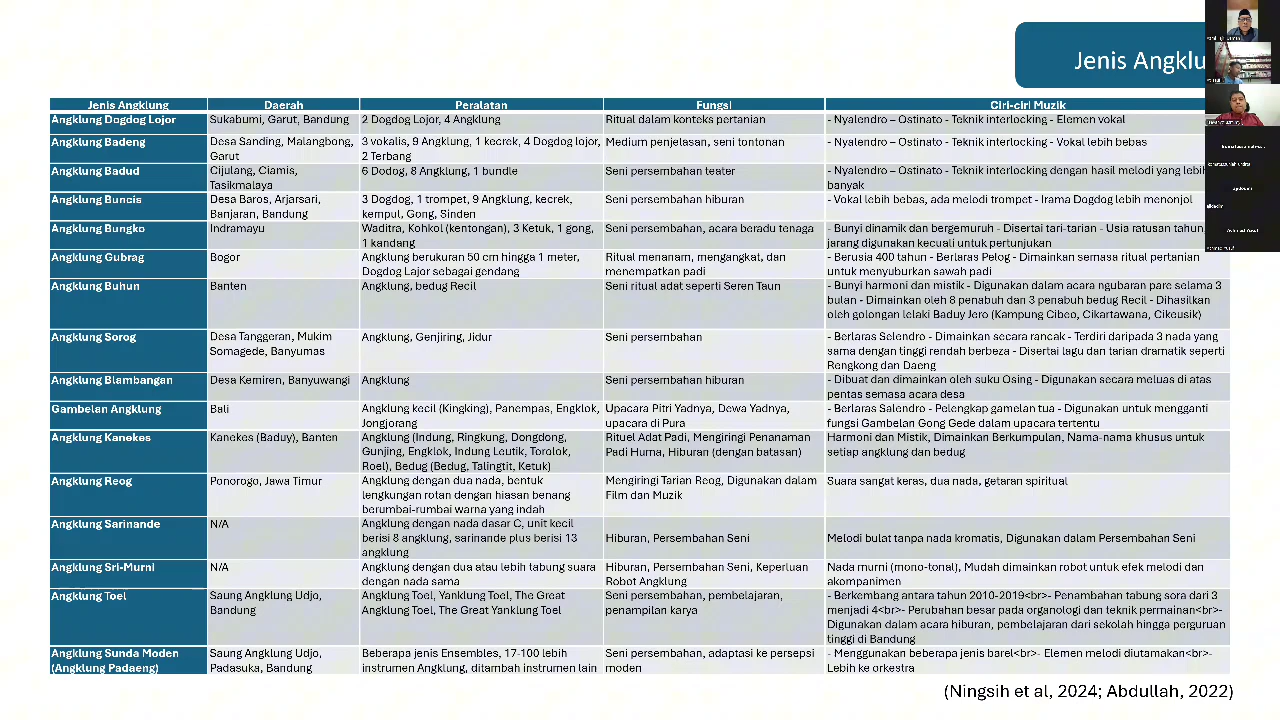 Jenis Angklu
Jenis Angklung Daerah Peralatan Fungsi Ciri-ciri Muzik
Angklung Dogdog Lojor Sukabumi, Garut, Bandung 2 Dogdog Lojor, 4 Angklung Ritual dalam konteks pertanian - Nyalendro – Ostinato - Teknik interlocking - Elemen vokal
Angklung Badeng Desa Sanding, Malangbong, 3 vokalis, 9 Angklung, 1 kecrek, 4 Dogdog lojor, Medium penjelasan, seni tontonan - Nyalendro – Ostinato - Teknik interlocking - Vokal lebih bebas
Garut 2 Terbang
Angklung Badud Cijulang, Ciamis, 6 Dodog, 8 Angklung, 1 bundle Seni persembahan teater - Nyalendro – Ostinato - Teknik interlocking dengan hasil melodi yang lebih
Tasikmalaya banyak
Angklung Buncis Desa Baros, Arjarsari, 3 Dogdog, 1 trompet, 9 Angklung, kecrek, Seni persembahan hiburan - Vokal lebih bebas, ada melodi trompet - Irama Dogdog lebih menonjol
Banjaran, Bandung kempul, Gong, Sinden
Angklung Bungko Indramayu Waditra, Kohkol (kentongan), 3 Ketuk, 1 gong, Seni persembahan, acara beradu tenaga - Bunyi dinamik dan bergemuruh - Disertai tari-tarian - Usia ratusan tahun,
1 kandang jarang digunakan kecuali untuk pertunjukan
Angklung Gubrag Bogor Angklung berukuran 50 cm hingga 1 meter, Ritual menanam, mengangkat, dan - Berusia 400 tahun - Berlaras Pelog - Dimainkan semasa ritual pertanian
Dogdog Lajor sebagai gendang menempatkan padi untuk menyuburkan sawah padi
Angklung Buhun Banten Angklung, bedug Recil Seni ritual adat seperti Seren Taun - Bunyi harmoni dan mistik - Digunakan dalam acara ngubaran pare selama 3
bulan - Dimainkan oleh 8 penabuh dan 3 penabuh bedug Recil - Dihasilkan
oleh golongan lelaki Baduy Jero (Kampung Cibeo, Cikartawana, Cikeusik)
Angklung Sorog Desa Tanggeran, Mukim Angklung, Genjiring, Jidur Seni persembahan - Berlaras Selendro - Dimainkan secara rancak - Terdiri daripada 3 nada yang
Somagede, Banyumas sama dengan tinggi rendah berbeza - Disertai lagu dan tarian dramatik seperti
Rengkong dan Daeng
Angklung Blambangan Desa Kemiren, Banyuwangi Angklung Seni persembahan hiburan - Dibuat dan dimainkan oleh suku Osing - Digunakan secara meluas di atas
pentas semasa acara desa
Gambelan Angklung Bali Angklung kecil (Kingking), Panempas, Engklok, Upacara Pitri Yadnya, Dewa Yadnya, - Berlaras Salendro - Pelengkap gamelan tua - Digunakan untuk mengganti
Jongjorang upacara di Pura fungsi Gambelan Gong Gede dalam upacara tertentu
Angklung Kanekes Kanekes (Baduy), Banten Angklung (Indung, Ringkung, Dongdong, Rituel Adat Padi, Mengiringi Penanaman Harmoni dan Mistik, Dimainkan Berkumpulan, Nama-nama khusus untuk
Gunjing, Engklok, Indung Leutik, Torolok, Padi Huma, Hiburan (dengan batasan) setiap angklung dan bedug
Roel), Bedug (Bedug, Talingtit, Ketuk)
Angklung Reog Ponorogo, Jawa Timur Angklung dengan dua nada, bentuk Mengiringi Tarian Reog, Digunakan dalam Suara sangat keras, dua nada, getaran spiritual
lengkungan rotan dengan hiasan benang Film dan Muzik
berumbai-rumbai warna yang indah
Angklung Sarinande N/A Angklung dengan nada dasar C, unit kecil
berisi 8 angklung, sarinande plus berisi 13 Hiburan, Persembahan Seni Melodi bulat tanpa nada kromatis, Digunakan dalam Persembahan Seni
angklung
Angklung Sri-Murni N/A Angklung dengan dua atau lebih tabung suara Hiburan, Persembahan Seni, Keperluan Nada murni (mono-tonal), Mudah dimainkan robot untuk efek melodi dan
dengan nada sama Robot Angklung akompanimen
Angklung Toel Saung Angklung Udjo, Angklung Toel, Yanklung Toel, The Great Seni persembahan, pembelajaran, - Berkembang antara tahun 2010-2019<br>- Penambahan tabung sora dari 3
Bandung Angklung Toel, The Great Yanklung Toel penampilan karya menjadi 4<br>- Perubahan besar pada organologi dan teknik permainan<br>-
Digunakan dalam acara hiburan, pembelajaran dari sekolah hingga perguruan
tinggi di Bandung
Angklung Sunda Moden Saung Angklung Udjo, Beberapa jenis Ensembles, 17-100 lebih Seni persembahan, adaptasi ke persepsi - Menggunakan beberapa jenis barel<br>- Elemen melodi diutamakan<br>-
(Angklung Padaeng) Padasuka, Bandung instrumen Angklung, ditambah instrumen lain moden Lebih ke orkestra
(Ningsih et al, 2024; Abdullah, 2022)